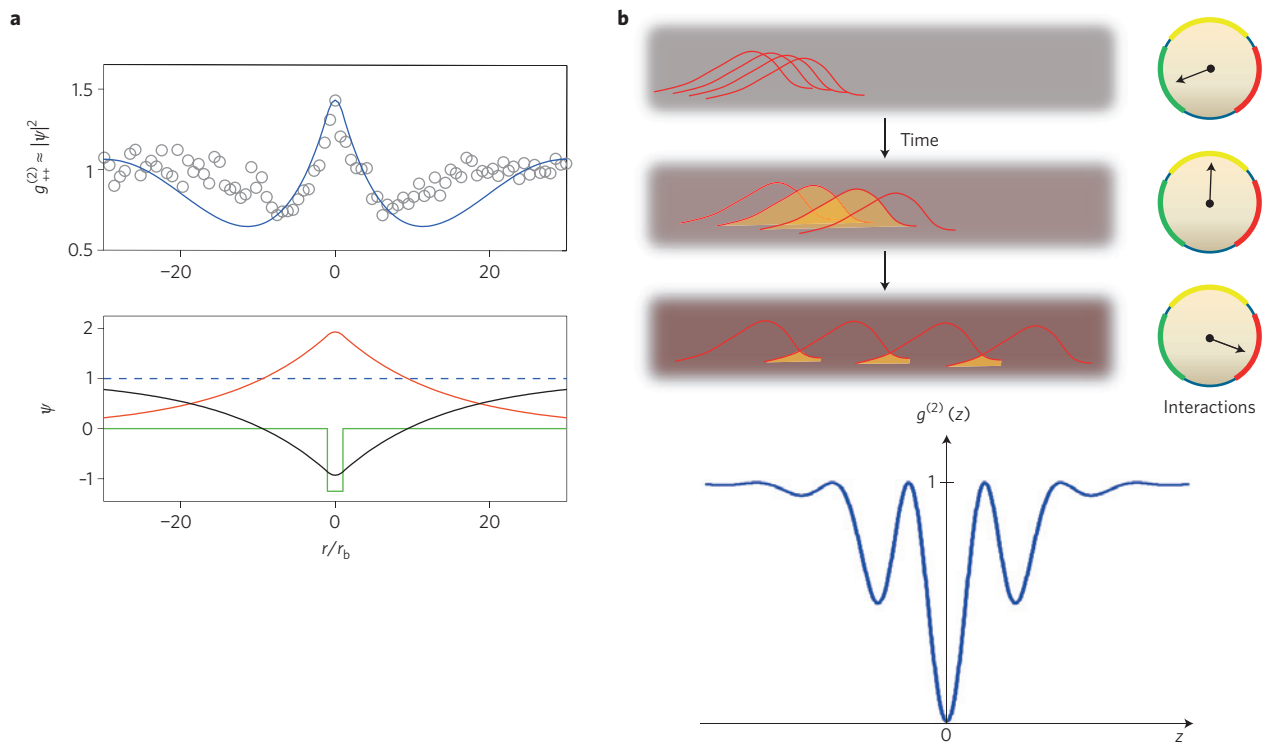 a
1.5
1
0.5
g₊₊⁽²⁾ ≈ |ψ|²
−20 0 20
2
1
0
−1
ψ
−20 0 20
r/r_b
b
Time
Interactions
g⁽²⁾(z)
1
0
z